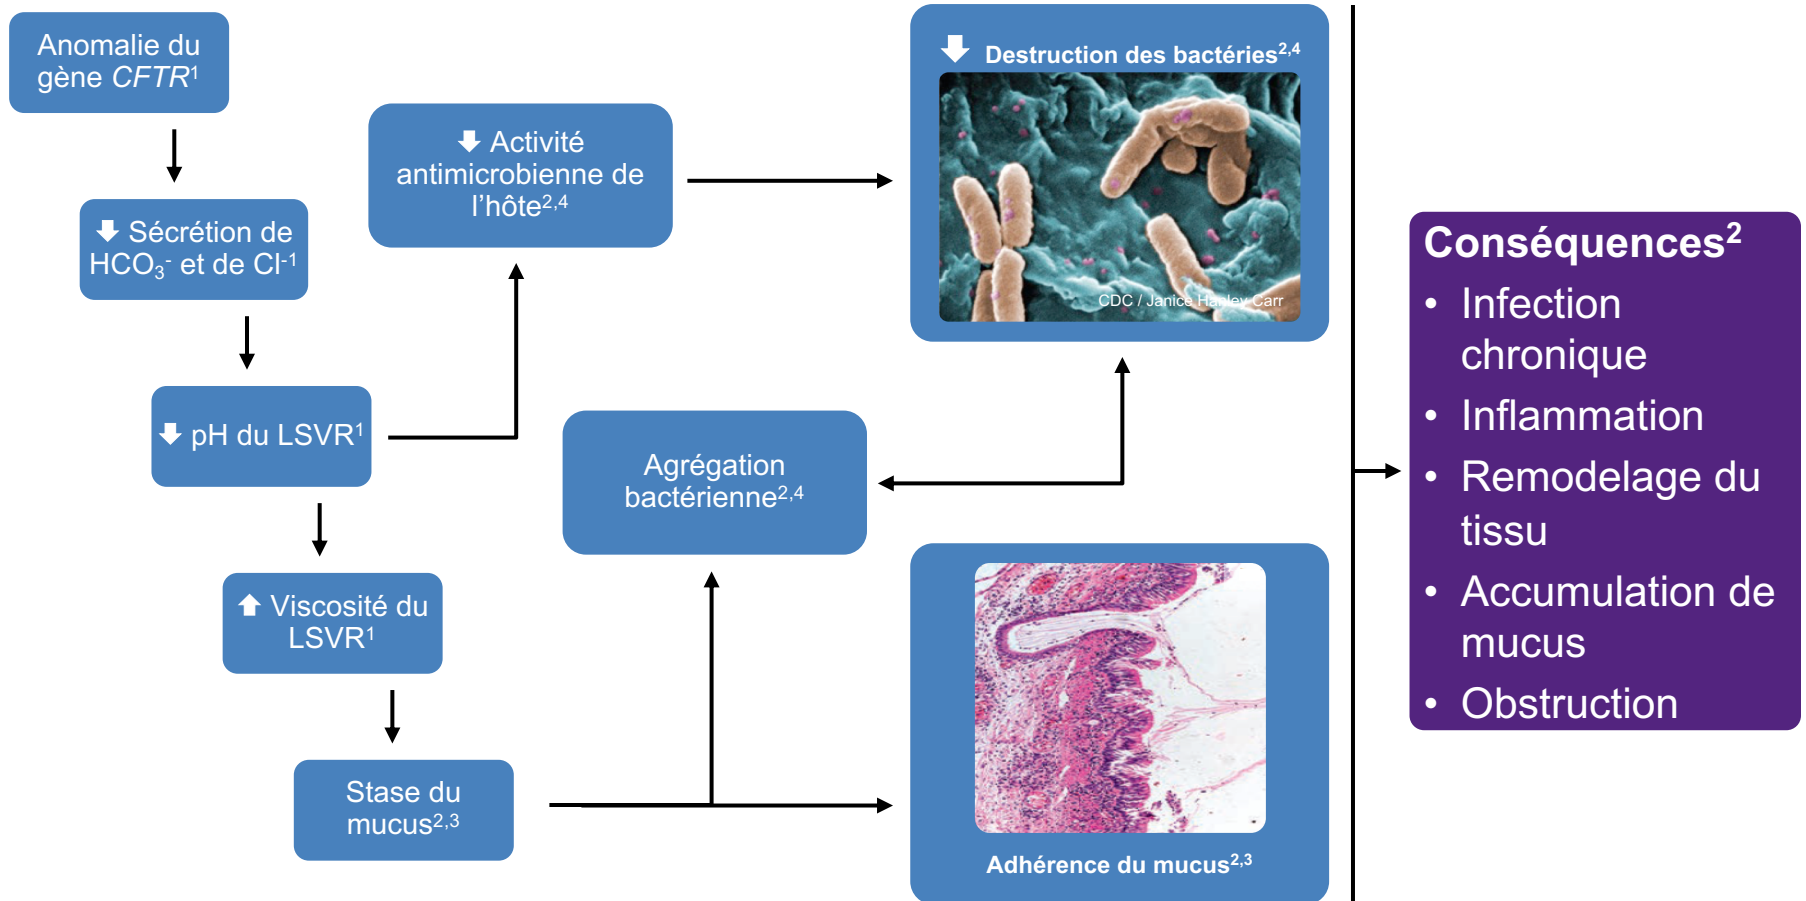 Anomalie du
gène CFTR¹
⬇ Sécrétion de
HCO₃⁻ et de Cl⁻¹
⬇ pH du LSVR¹
⬆ Viscosité du
LSVR¹
Stase du
mucus²,³
⬇ Activité
antimicrobienne de
l’hôte²,⁴
Agrégation
bactérienne²,⁴
⬇ Destruction des bactéries²,⁴
CDC / Janice Hanley Carr
Adhérence du mucus²,³
Conséquences²
• Infection
chronique
• Inflammation
• Remodelage du
tissu
• Accumulation de
mucus
• Obstruction